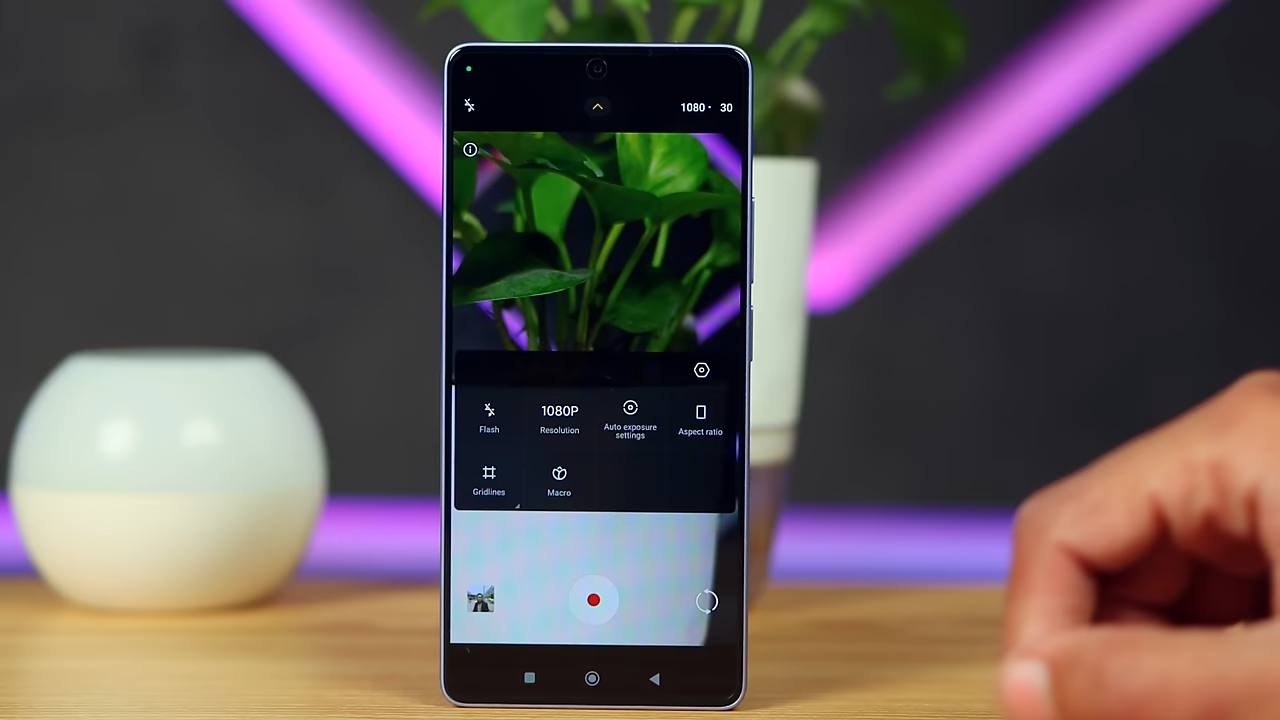 1080 · 30
Flash
1080P
Resolution
Auto exposure
settings
Aspect ratio
Gridlines
Macro